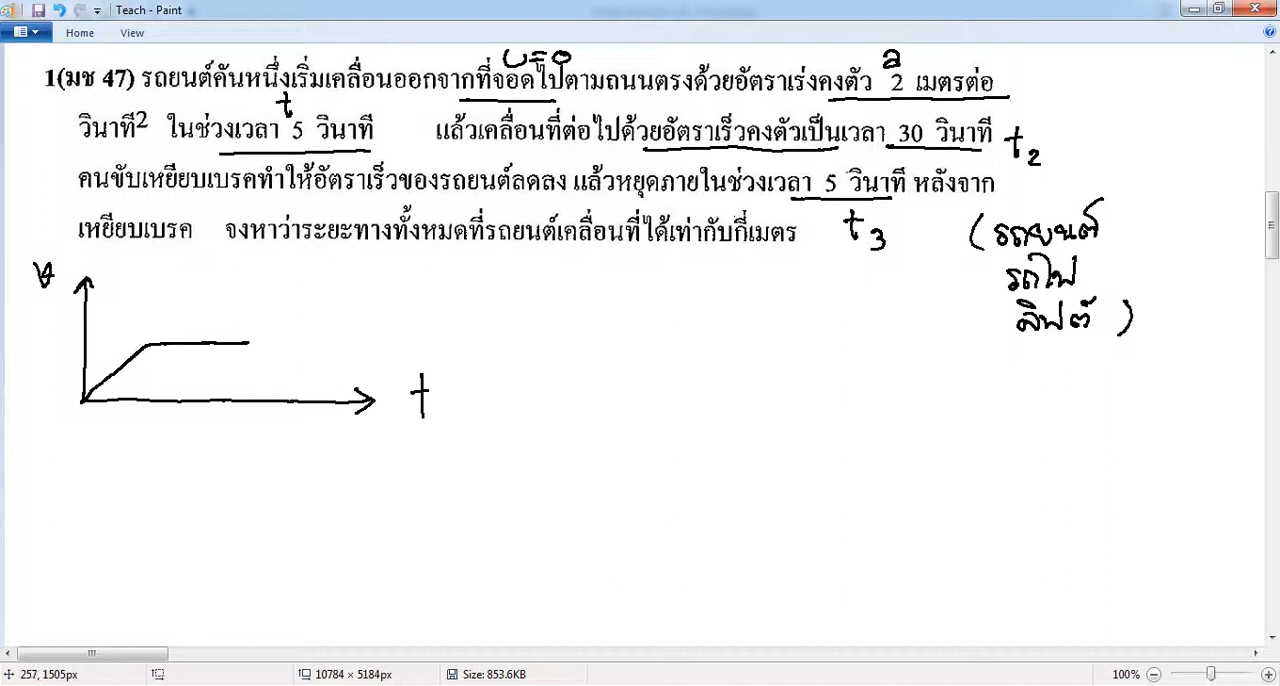 Teach - Paint
Home View
u=0 a
1(มช 47) รถยนต์คันหนึ่งเริ่มเคลื่อนออกจากที่จอดไปตามถนนตรงด้วยอัตราเร่งคงตัว 2 เมตรต่อ
t
วินาที2 ในช่วงเวลา 5 วินาที แล้วเคลื่อนที่ต่อไปด้วยอัตราเร็วคงตัวเป็นเวลา 30 วินาที t2
คนขับเหยียบเบรคทำให้อัตราเร็วของรถยนต์ลดลง แล้วหยุดภายในช่วงเวลา 5 วินาที หลังจาก
เหยียบเบรค จงหาว่าระยะทางทั้งหมดที่รถยนต์เคลื่อนที่ได้เท่ากับกี่เมตร t3 (รถยนต์
รถไฟ
ลิฟต์ )
v
t
257, 1505px 10784 × 5184px Size: 853.6KB 100%